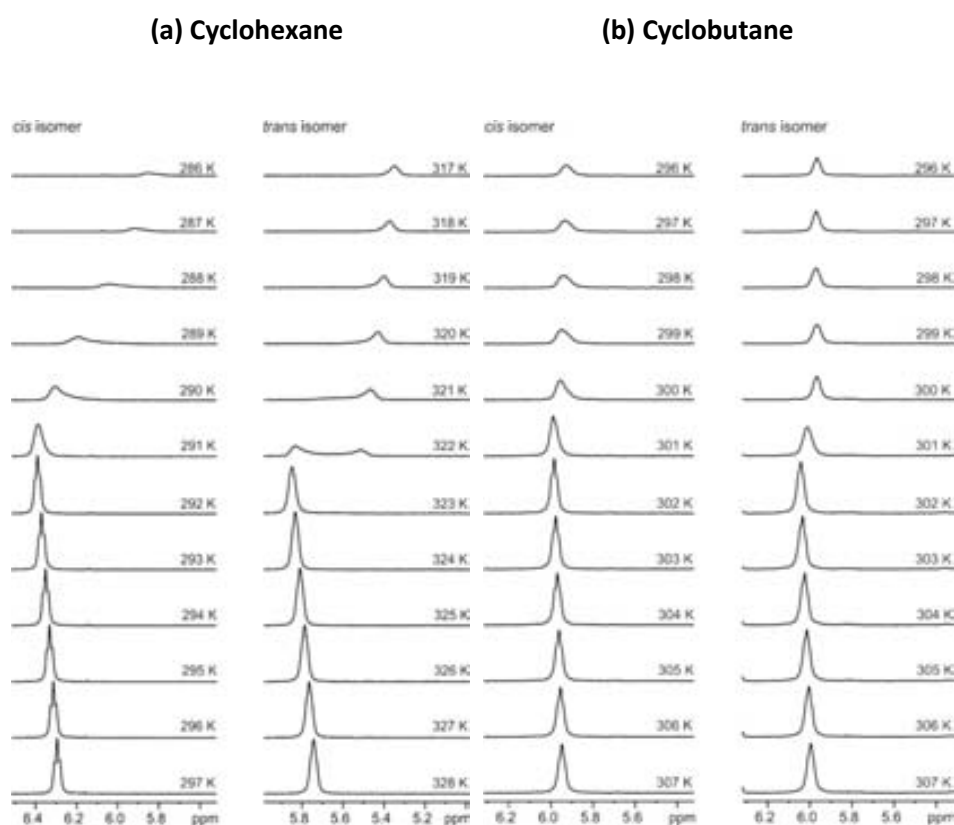 (a) Cyclohexane (b) Cyclobutane
cis isomer trans isomer cis isomer trans isomer
286 K 317 K 296 K 296 K
287 K 318 K 297 K 297 K
288 K 319 K 298 K 298 K
289 K 320 K 299 K 299 K
290 K 321 K 300 K 300 K
291 K 322 K 301 K 301 K
292 K 323 K 302 K 302 K
293 K 324 K 303 K 303 K
294 K 325 K 304 K 304 K
295 K 326 K 305 K 305 K
296 K 327 K 306 K 306 K
297 K 328 K 307 K 307 K
6.4 6.2 6.0 5.8 ppm 5.8 5.6 5.4 5.2 ppm 6.2 6.0 5.8 5.6 ppm 6.2 6.0 5.8 5.6 ppm